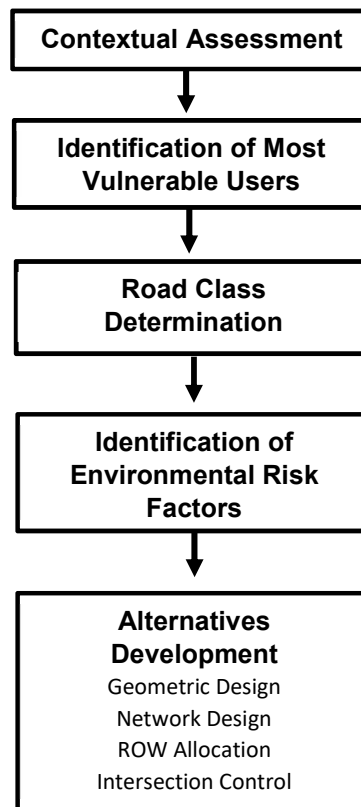 Contextual Assessment
Identification of Most
Vulnerable Users
Road Class
Determination
Identification of
Environmental Risk
Factors
Alternatives
Development
Geometric Design
Network Design
ROW Allocation
Intersection Control